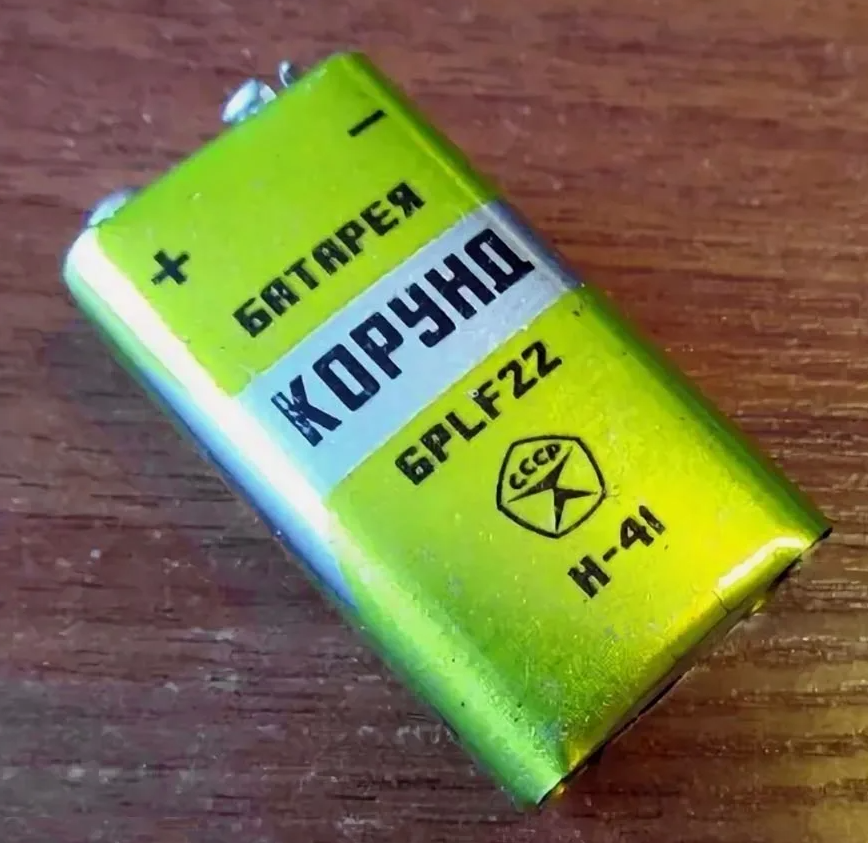 − +
БАТАРЕЯ
КОРУНД
6PLF22
СССР
Н-41